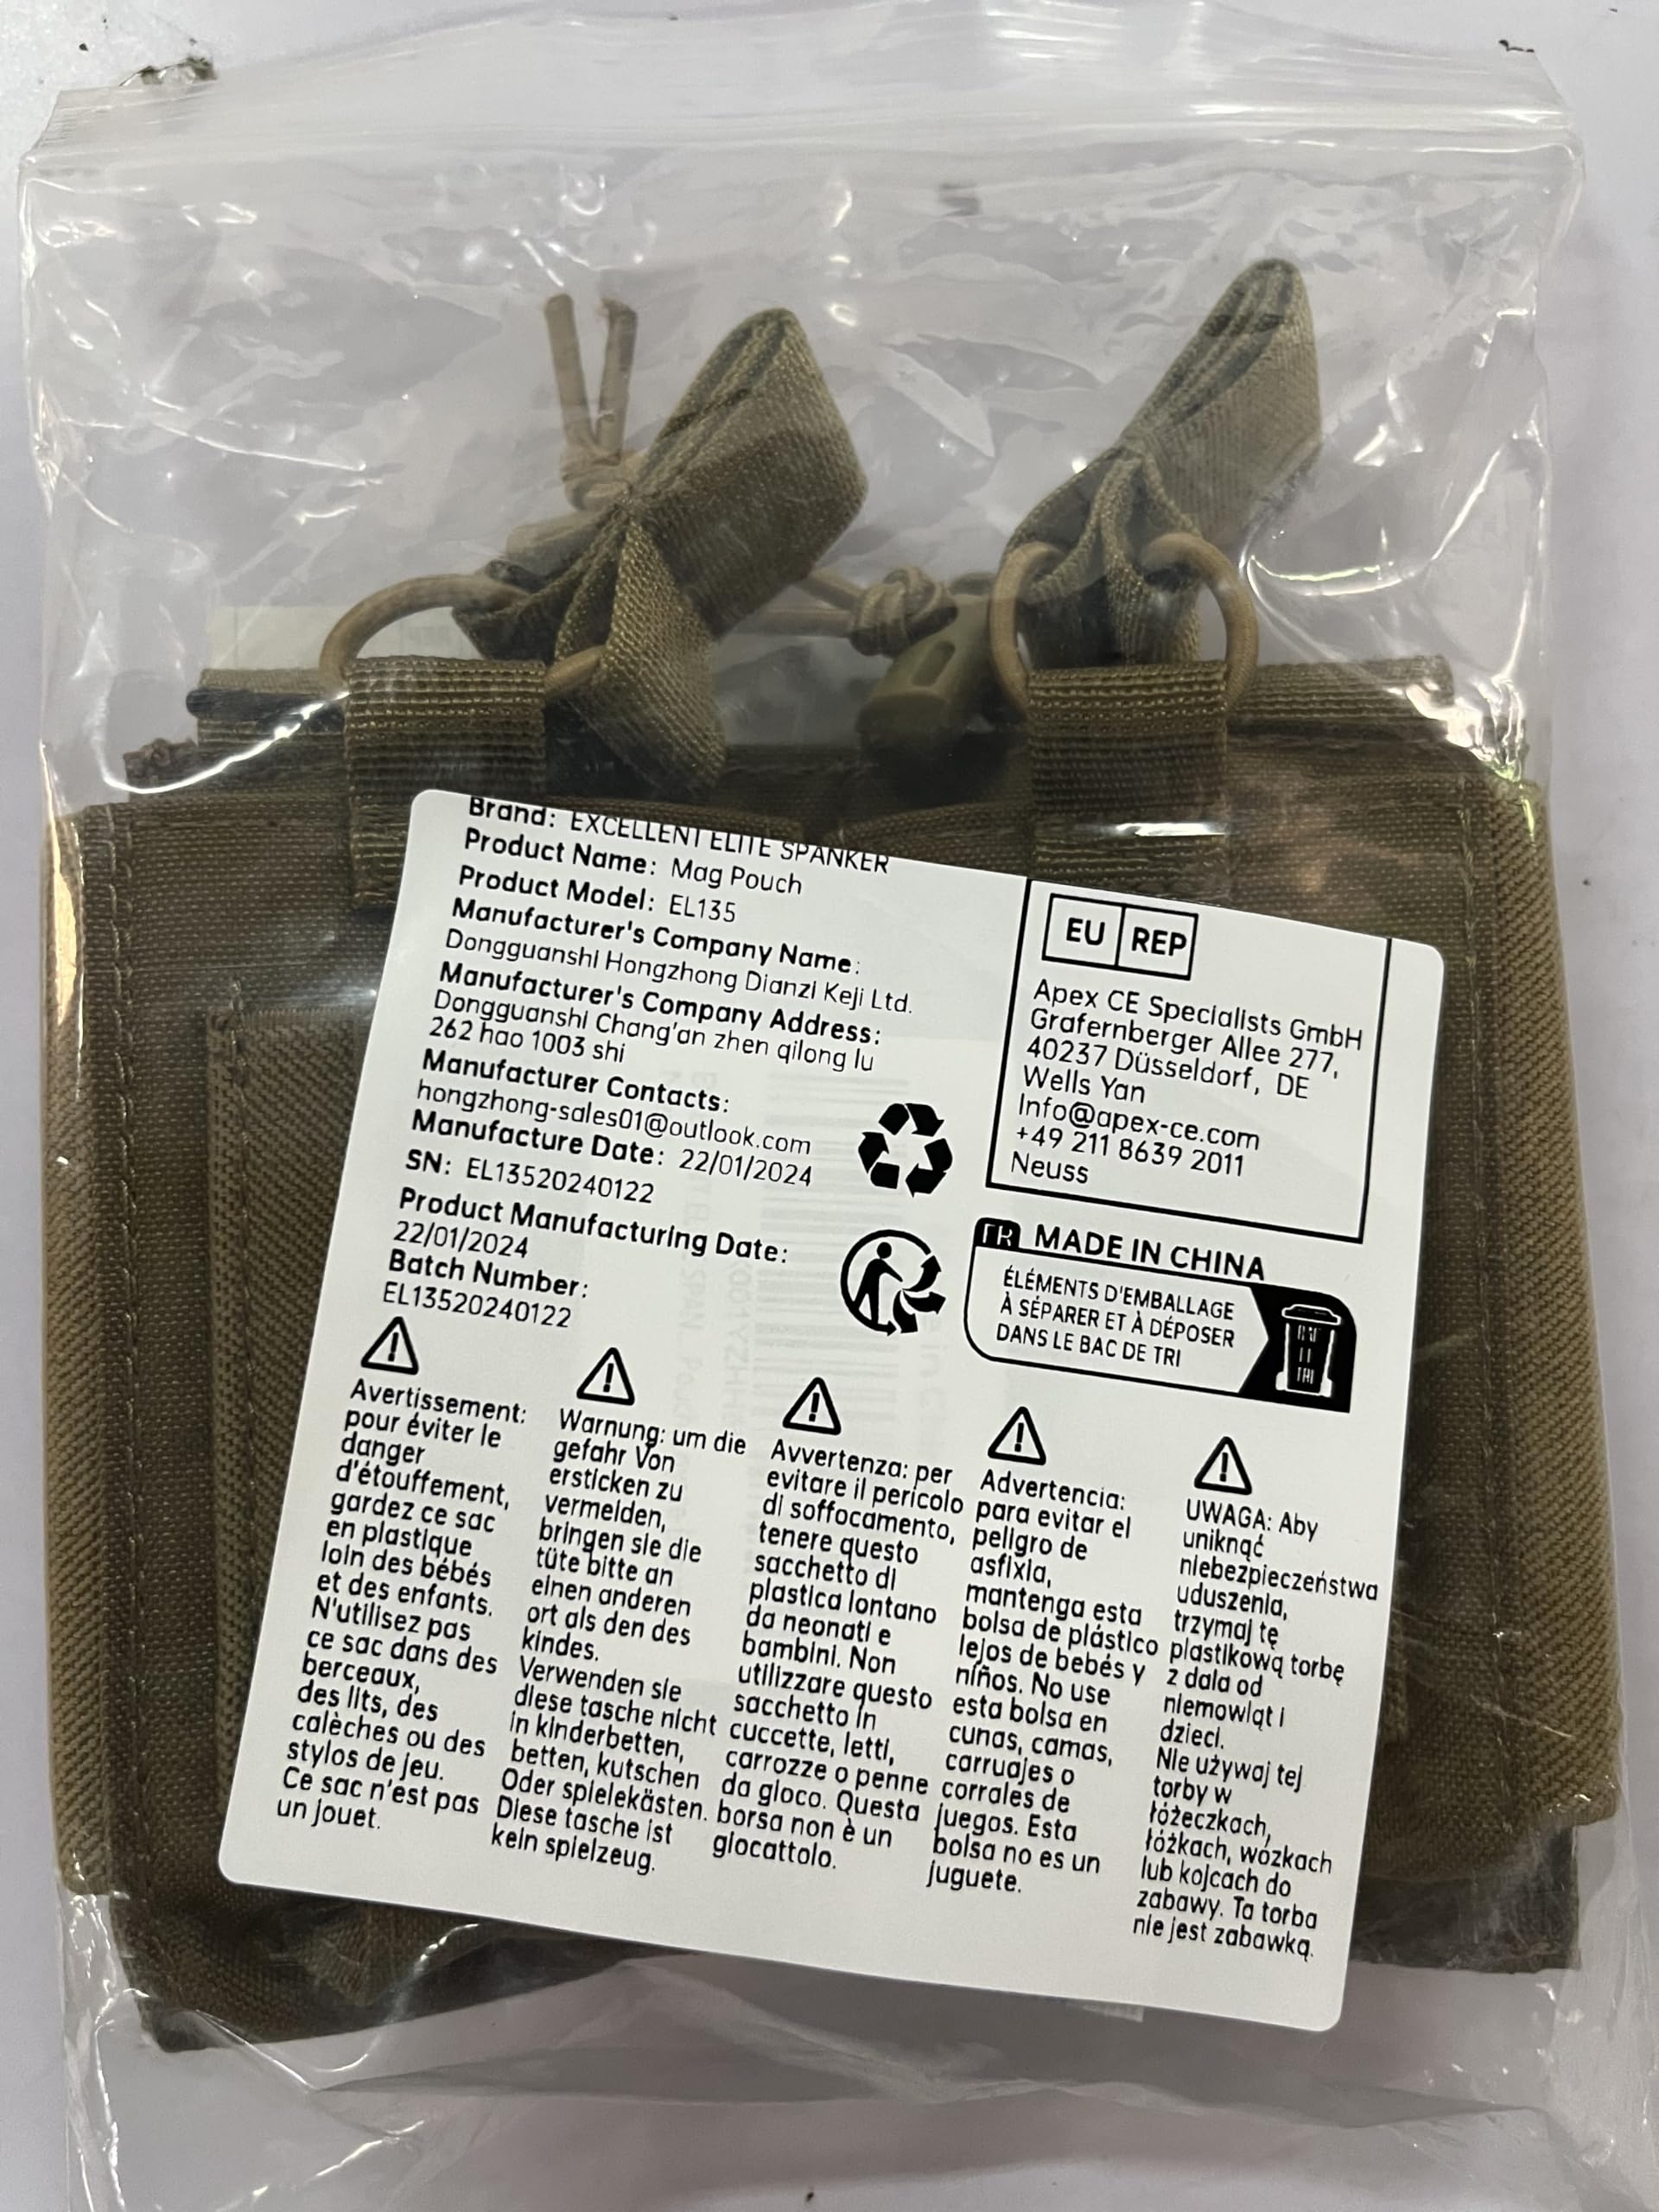 Brand: EXCELLENT ELITE SPANKER
Product Name: Mag Pouch
Product Model: EL135
Manufacturer's Company Name:
Dongguanshi Hongzhong Dianzi Keji Ltd.
Manufacturer's Company Address:
Dongguanshi Chang'an zhen qilong lu
262 hao 1003 shi
Manufacturer Contacts:
hongzhong-sales01@outlook.com
Manufacture Date: 22/01/2024
SN: EL13520240122
Product Manufacturing Date:
22/01/2024
Batch Number:
EL13520240122
EU REP
Apex CE Specialists GmbH
Grafernberger Allee 277,
40237 Düsseldorf, DE
Wells Yan
Info@apex-ce.com
+49 211 8639 2011
Neuss
FR MADE IN CHINA
ÉLÉMENTS D'EMBALLAGE
À SÉPARER ET À DÉPOSER
DANS LE BAC DE TRI
Avertissement:
pour éviter le
danger
d'étouffement,
gardez ce sac
en plastique
loin des bébés
et des enfants.
N'utilisez pas
ce sac dans des
berceaux,
des lits, des
calèches ou des
stylos de jeu.
Ce sac n'est pas
un jouet.
Warnung: um die
gefahr Von
ersticken zu
vermelden,
bringen sie die
tüte bitte an
einen anderen
ort als den des
kindes.
Verwenden sie
diese tasche nicht
in kinderbetten,
betten, kutschen
Oder spielekästen.
Diese tasche ist
kein spielzeug.
Avvertenza: per
evitare il pericolo
di soffocamento,
tenere questo
sacchetto di
plastica lontano
da neonati e
bambini. Non
utilizzare questo
sacchetto in
cuccette, letti,
carrozze o penne
da gioco. Questa
borsa non è un
giocattolo.
Advertencia:
para evitar el
peligro de
asfixia,
mantenga esta
bolsa de plástico
lejos de bebés y
niños. No use
esta bolsa en
cunas, camas,
carruajes o
corrales de
juegos. Esta
bolsa no es un
juguete.
UWAGA: Aby
uniknąć
niebezpieczeństwa
uduszenia,
trzymaj tę
plastikową torbę
z dala od
niemowląt i
dzieci.
Nie używaj tej
torby w
łóżeczkach,
łóżkach, wózkach
lub kojcach do
zabawy. Ta torba
nie jest zabawką.